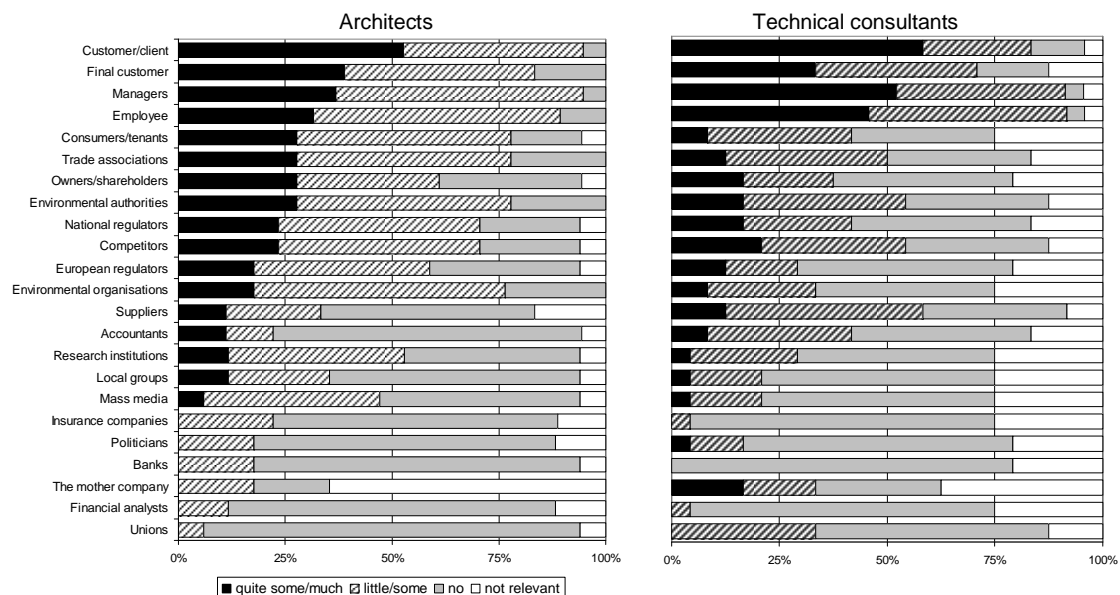 Architects
Technical consultants
Customer/client
Final customer
Managers
Employee
Consumers/tenants
Trade associations
Owners/shareholders
Environmental authorities
National regulators
Competitors
European regulators
Environmental organisations
Suppliers
Accountants
Research institutions
Local groups
Mass media
Insurance companies
Politicians
Banks
The mother company
Financial analysts
Unions
0% 25% 50% 75% 100%
0% 25% 50% 75% 100%
quite some/much little/some no not relevant